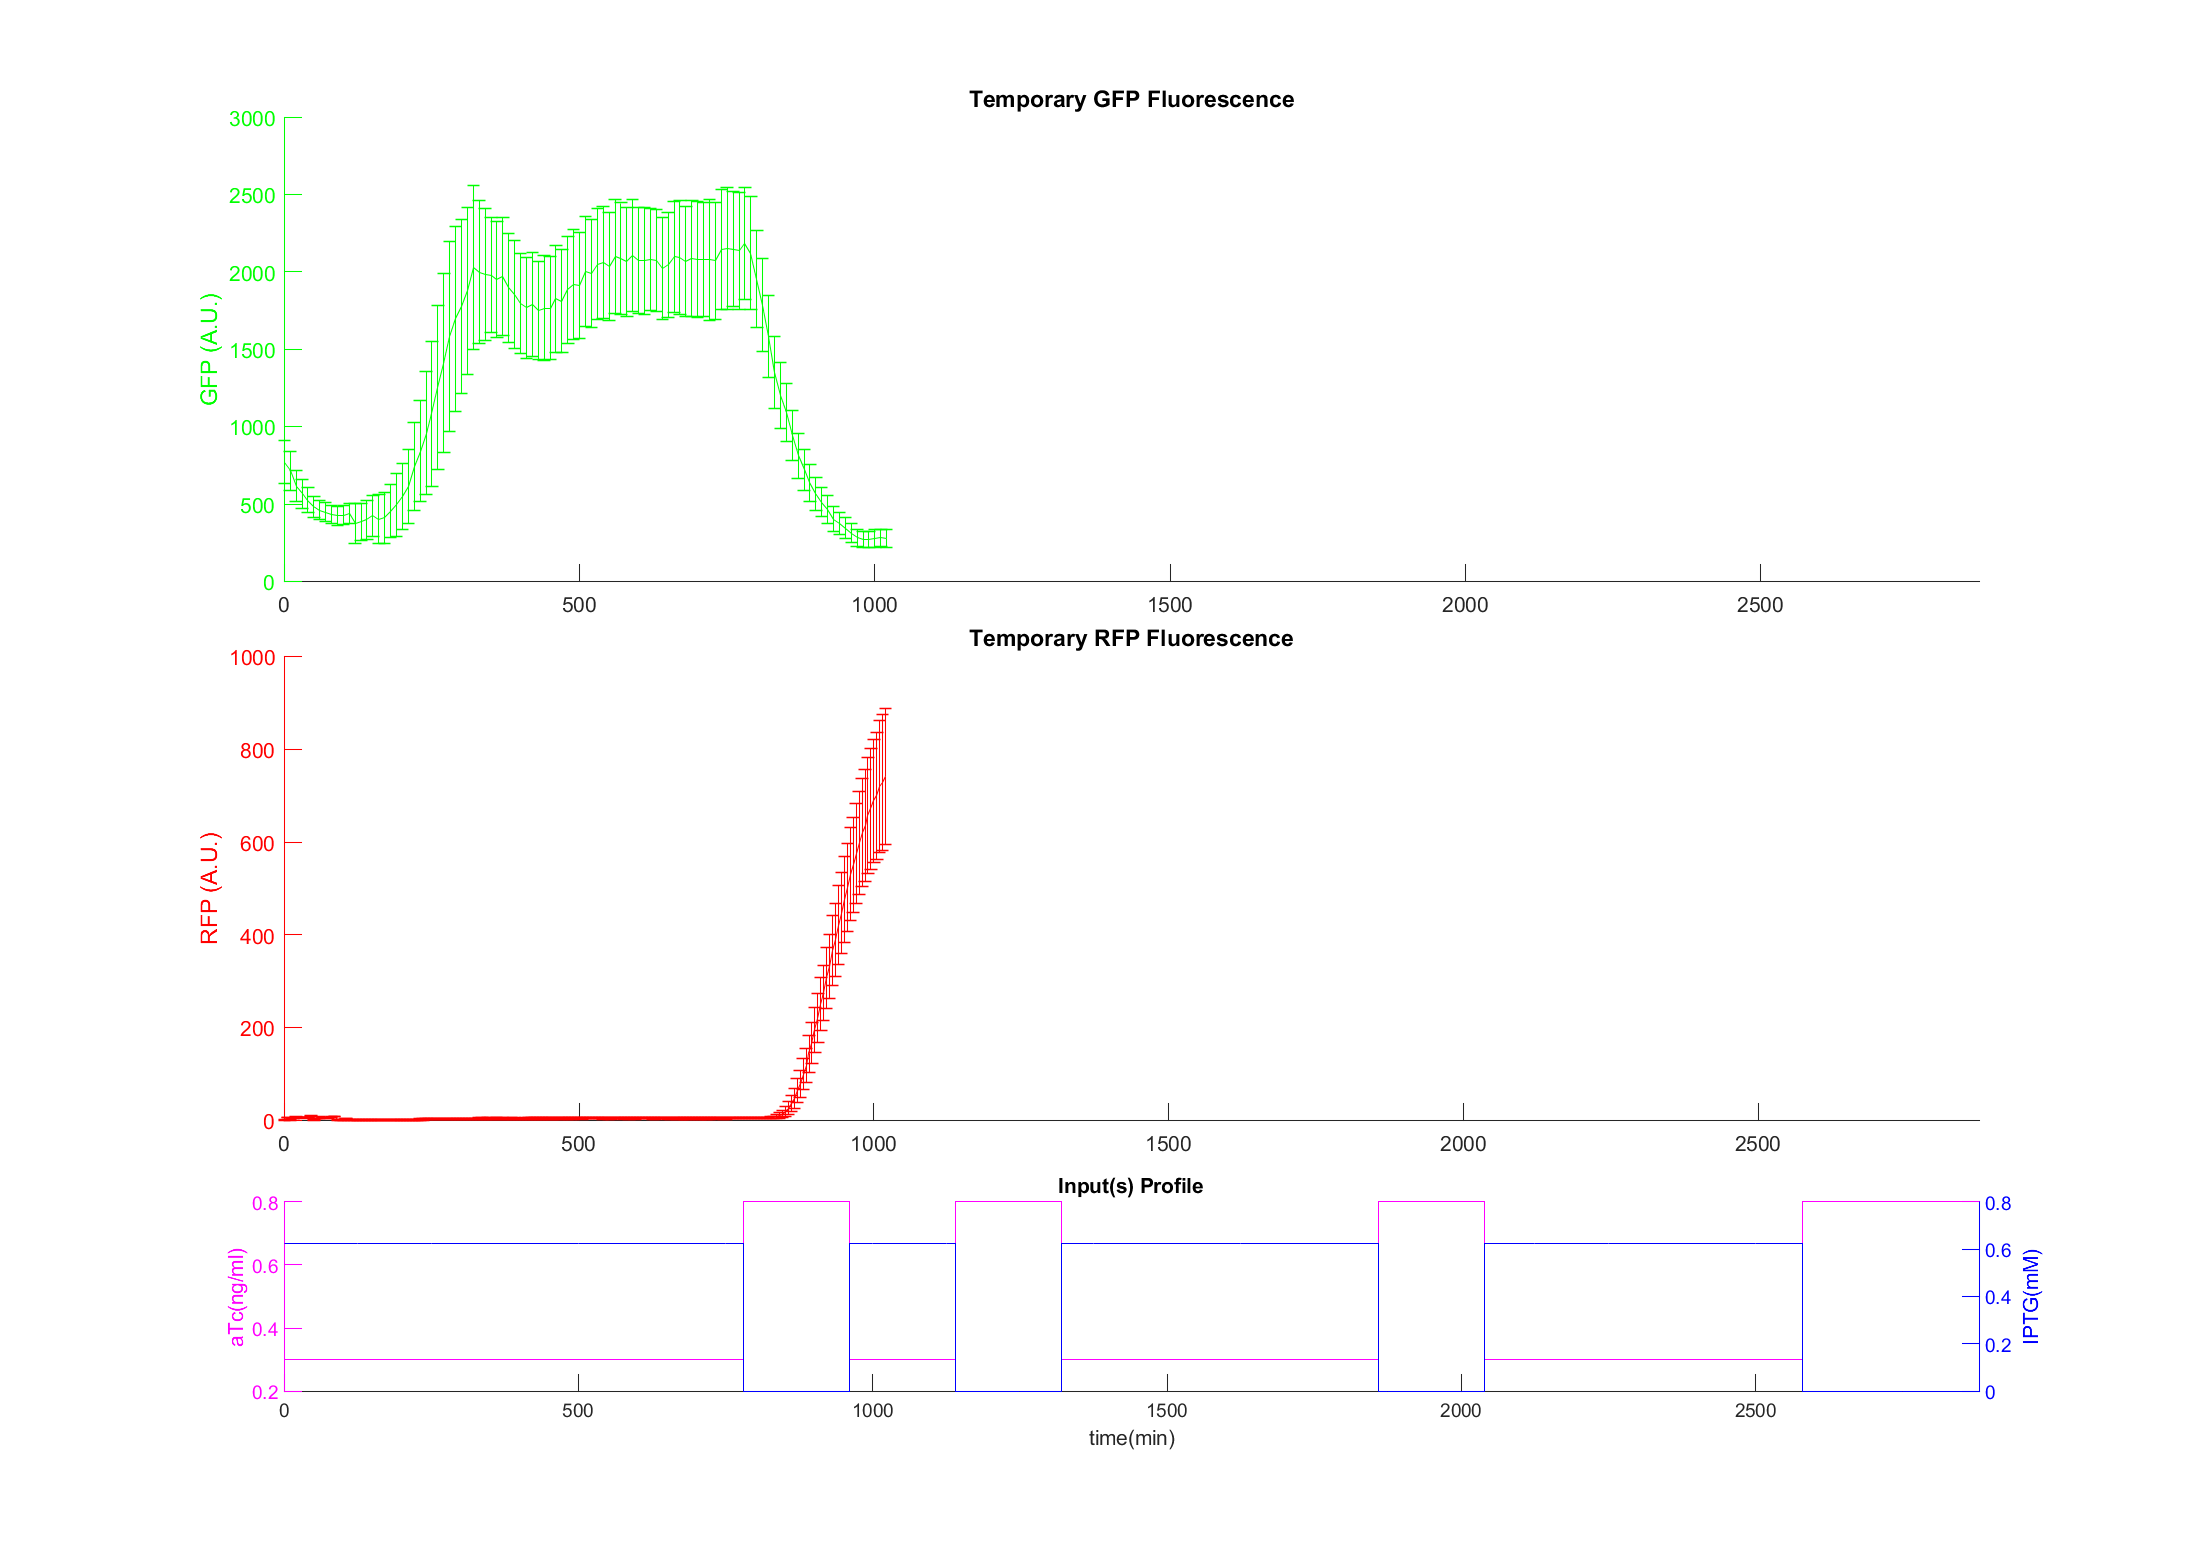 Temporary GFP Fluorescence
3000
2500
2000
1500
1000
500
0
GFP (A.U.)
0 500 1000 1500 2000 2500
Temporary RFP Fluorescence
1000
800
600
400
200
0
RFP (A.U.)
0 500 1000 1500 2000 2500
Input(s) Profile
0.8
0.6
0.4
0.2
aTc(ng/ml)
0.8
0.6
0.4
0.2
0
IPTG(mM)
0 500 1000 1500 2000 2500
time(min)